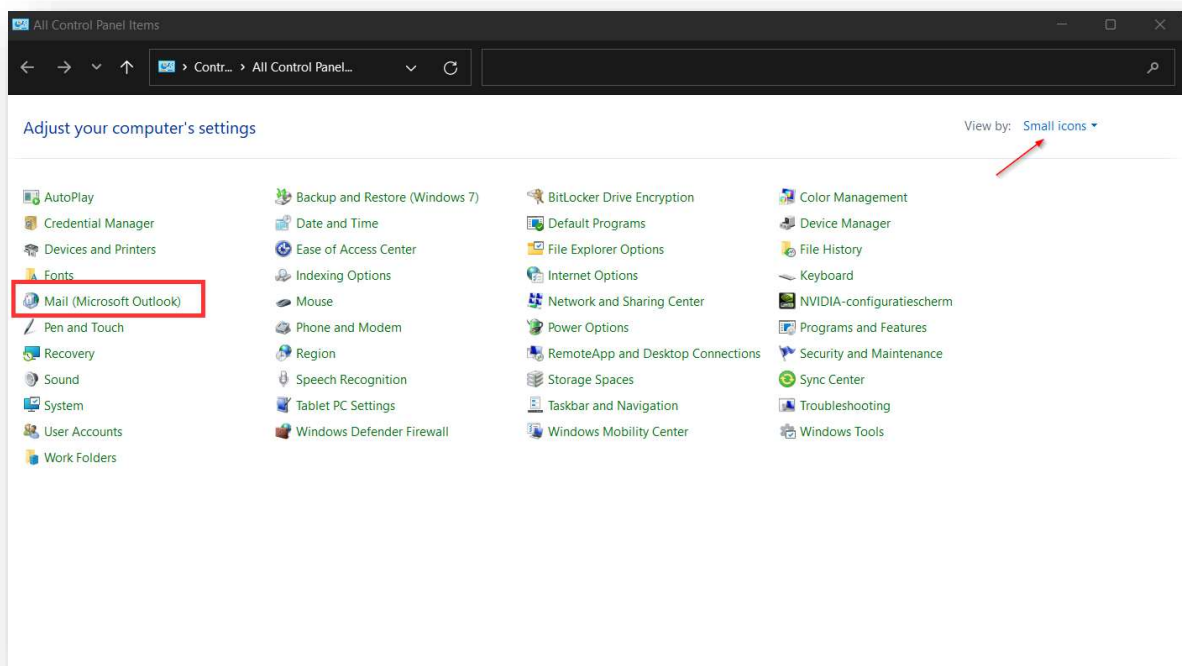 All Control Panel Items
Contr... › All Control Panel...
Adjust your computer's settings
View by: Small icons
AutoPlay
Backup and Restore (Windows 7)
BitLocker Drive Encryption
Color Management
Credential Manager
Date and Time
Default Programs
Device Manager
Devices and Printers
Ease of Access Center
File Explorer Options
File History
Fonts
Indexing Options
Internet Options
Keyboard
Mail (Microsoft Outlook)
Mouse
Network and Sharing Center
NVIDIA-configuratiescherm
Pen and Touch
Phone and Modem
Power Options
Programs and Features
Recovery
Region
RemoteApp and Desktop Connections
Security and Maintenance
Sound
Speech Recognition
Storage Spaces
Sync Center
System
Tablet PC Settings
Taskbar and Navigation
Troubleshooting
User Accounts
Windows Defender Firewall
Windows Mobility Center
Windows Tools
Work Folders